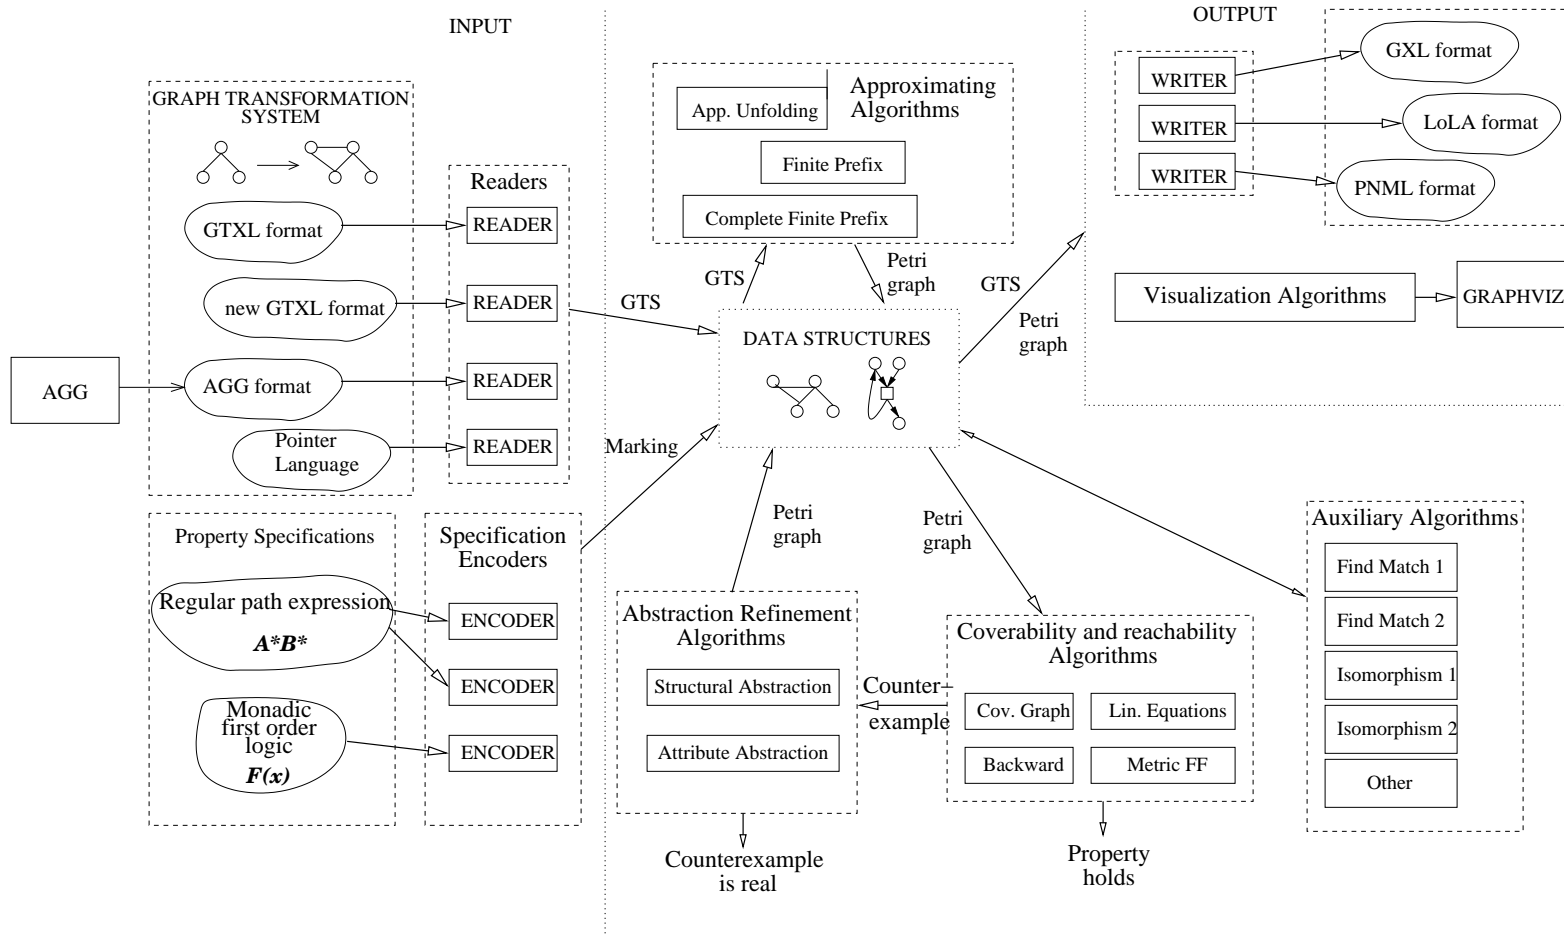 INPUT
OUTPUT
GRAPH TRANSFORMATION
SYSTEM
GTXL format
new GTXL format
AGG
AGG format
Pointer
Language
Readers
READER
READER
READER
READER
GTS
Marking
Property Specifications
Regular path expression
A*B*
Monadic
first order
logic
F(x)
Specification
Encoders
ENCODER
ENCODER
ENCODER
Approximating
Algorithms
App. Unfolding
Finite Prefix
Complete Finite Prefix
GTS
Petri
graph
DATA STRUCTURES
GTS
Petri
graph
WRITER
WRITER
WRITER
GXL format
LoLA format
PNML format
Visualization Algorithms
GRAPHVIZ
Petri
graph
Petri
graph
Abstraction Refinement
Algorithms
Structural Abstraction
Attribute Abstraction
Counter–
example
Coverability and reachability
Algorithms
Cov. Graph
Lin. Equations
Backward
Metric FF
Counterexample
is real
Property
holds
Auxiliary Algorithms
Find Match 1
Find Match 2
Isomorphism 1
Isomorphism 2
Other